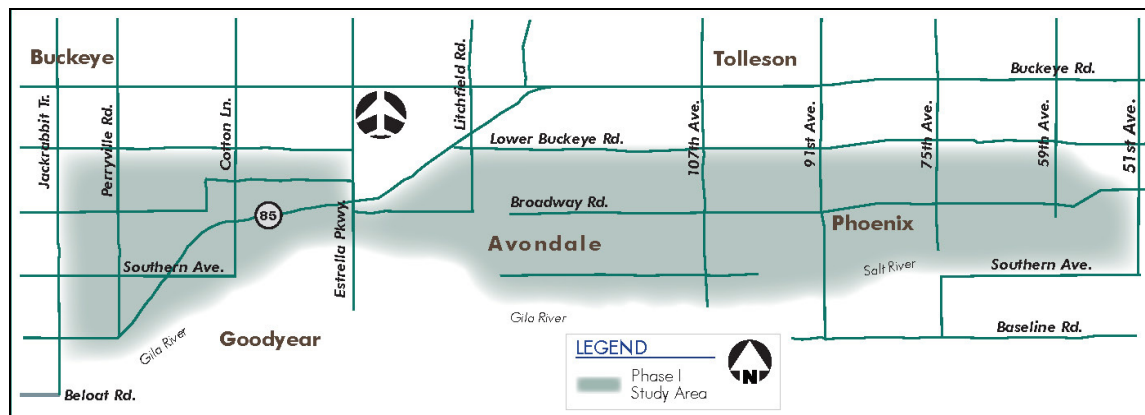 Buckeye
Tolleson
Buckeye Rd.
Jackrabbit Tr.
Perryville Rd.
Cotton Ln.
Litchfield Rd.
Lower Buckeye Rd.
107th Ave.
91st Ave.
75th Ave.
59th Ave.
51st Ave.
Broadway Rd.
85
Estrella Pkwy.
Avondale
Phoenix
Southern Ave.
Salt River
Southern Ave.
Gila River
Goodyear
Gila River
Baseline Rd.
Beloat Rd.
LEGEND
Phase I
Study Area
N